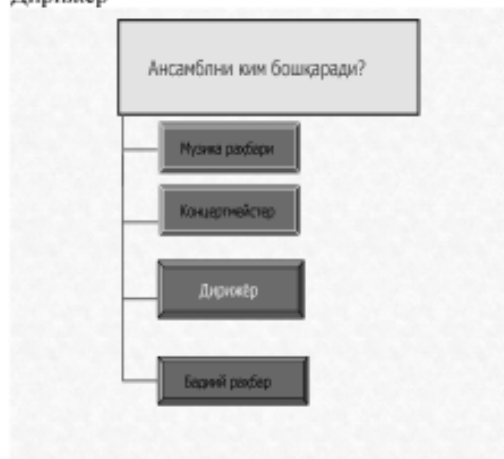 Дирижёр
Ансамблни ким бошқаради?
Музика раҳбари
Концертмейстер
Дирижёр
Бадиий раҳбар